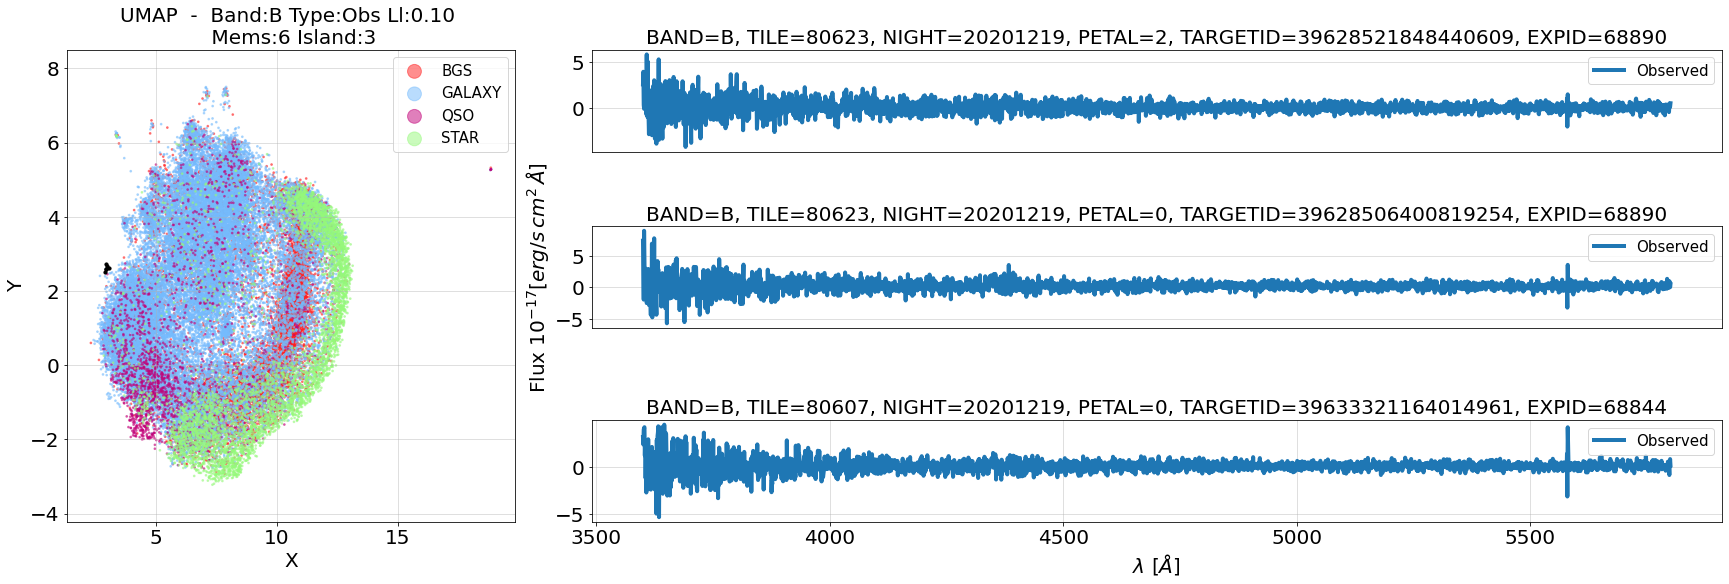 UMAP  -  Band:B Type:Obs Ll:0.10
Mems:6 Island:3
BGS
GALAXY
QSO
STAR
8
6
4
2
0
−2
−4
Y
5
10
15
X
Flux 10⁻¹⁷[erg/s cm² Å]
BAND=B, TILE=80623, NIGHT=20201219, PETAL=2, TARGETID=39628521848440609, EXPID=68890
Observed
5
0
BAND=B, TILE=80623, NIGHT=20201219, PETAL=0, TARGETID=39628506400819254, EXPID=68890
Observed
5
0
−5
BAND=B, TILE=80607, NIGHT=20201219, PETAL=0, TARGETID=39633321164014961, EXPID=68844
Observed
0
−5
3500
4000
4500
5000
5500
λ [Å]